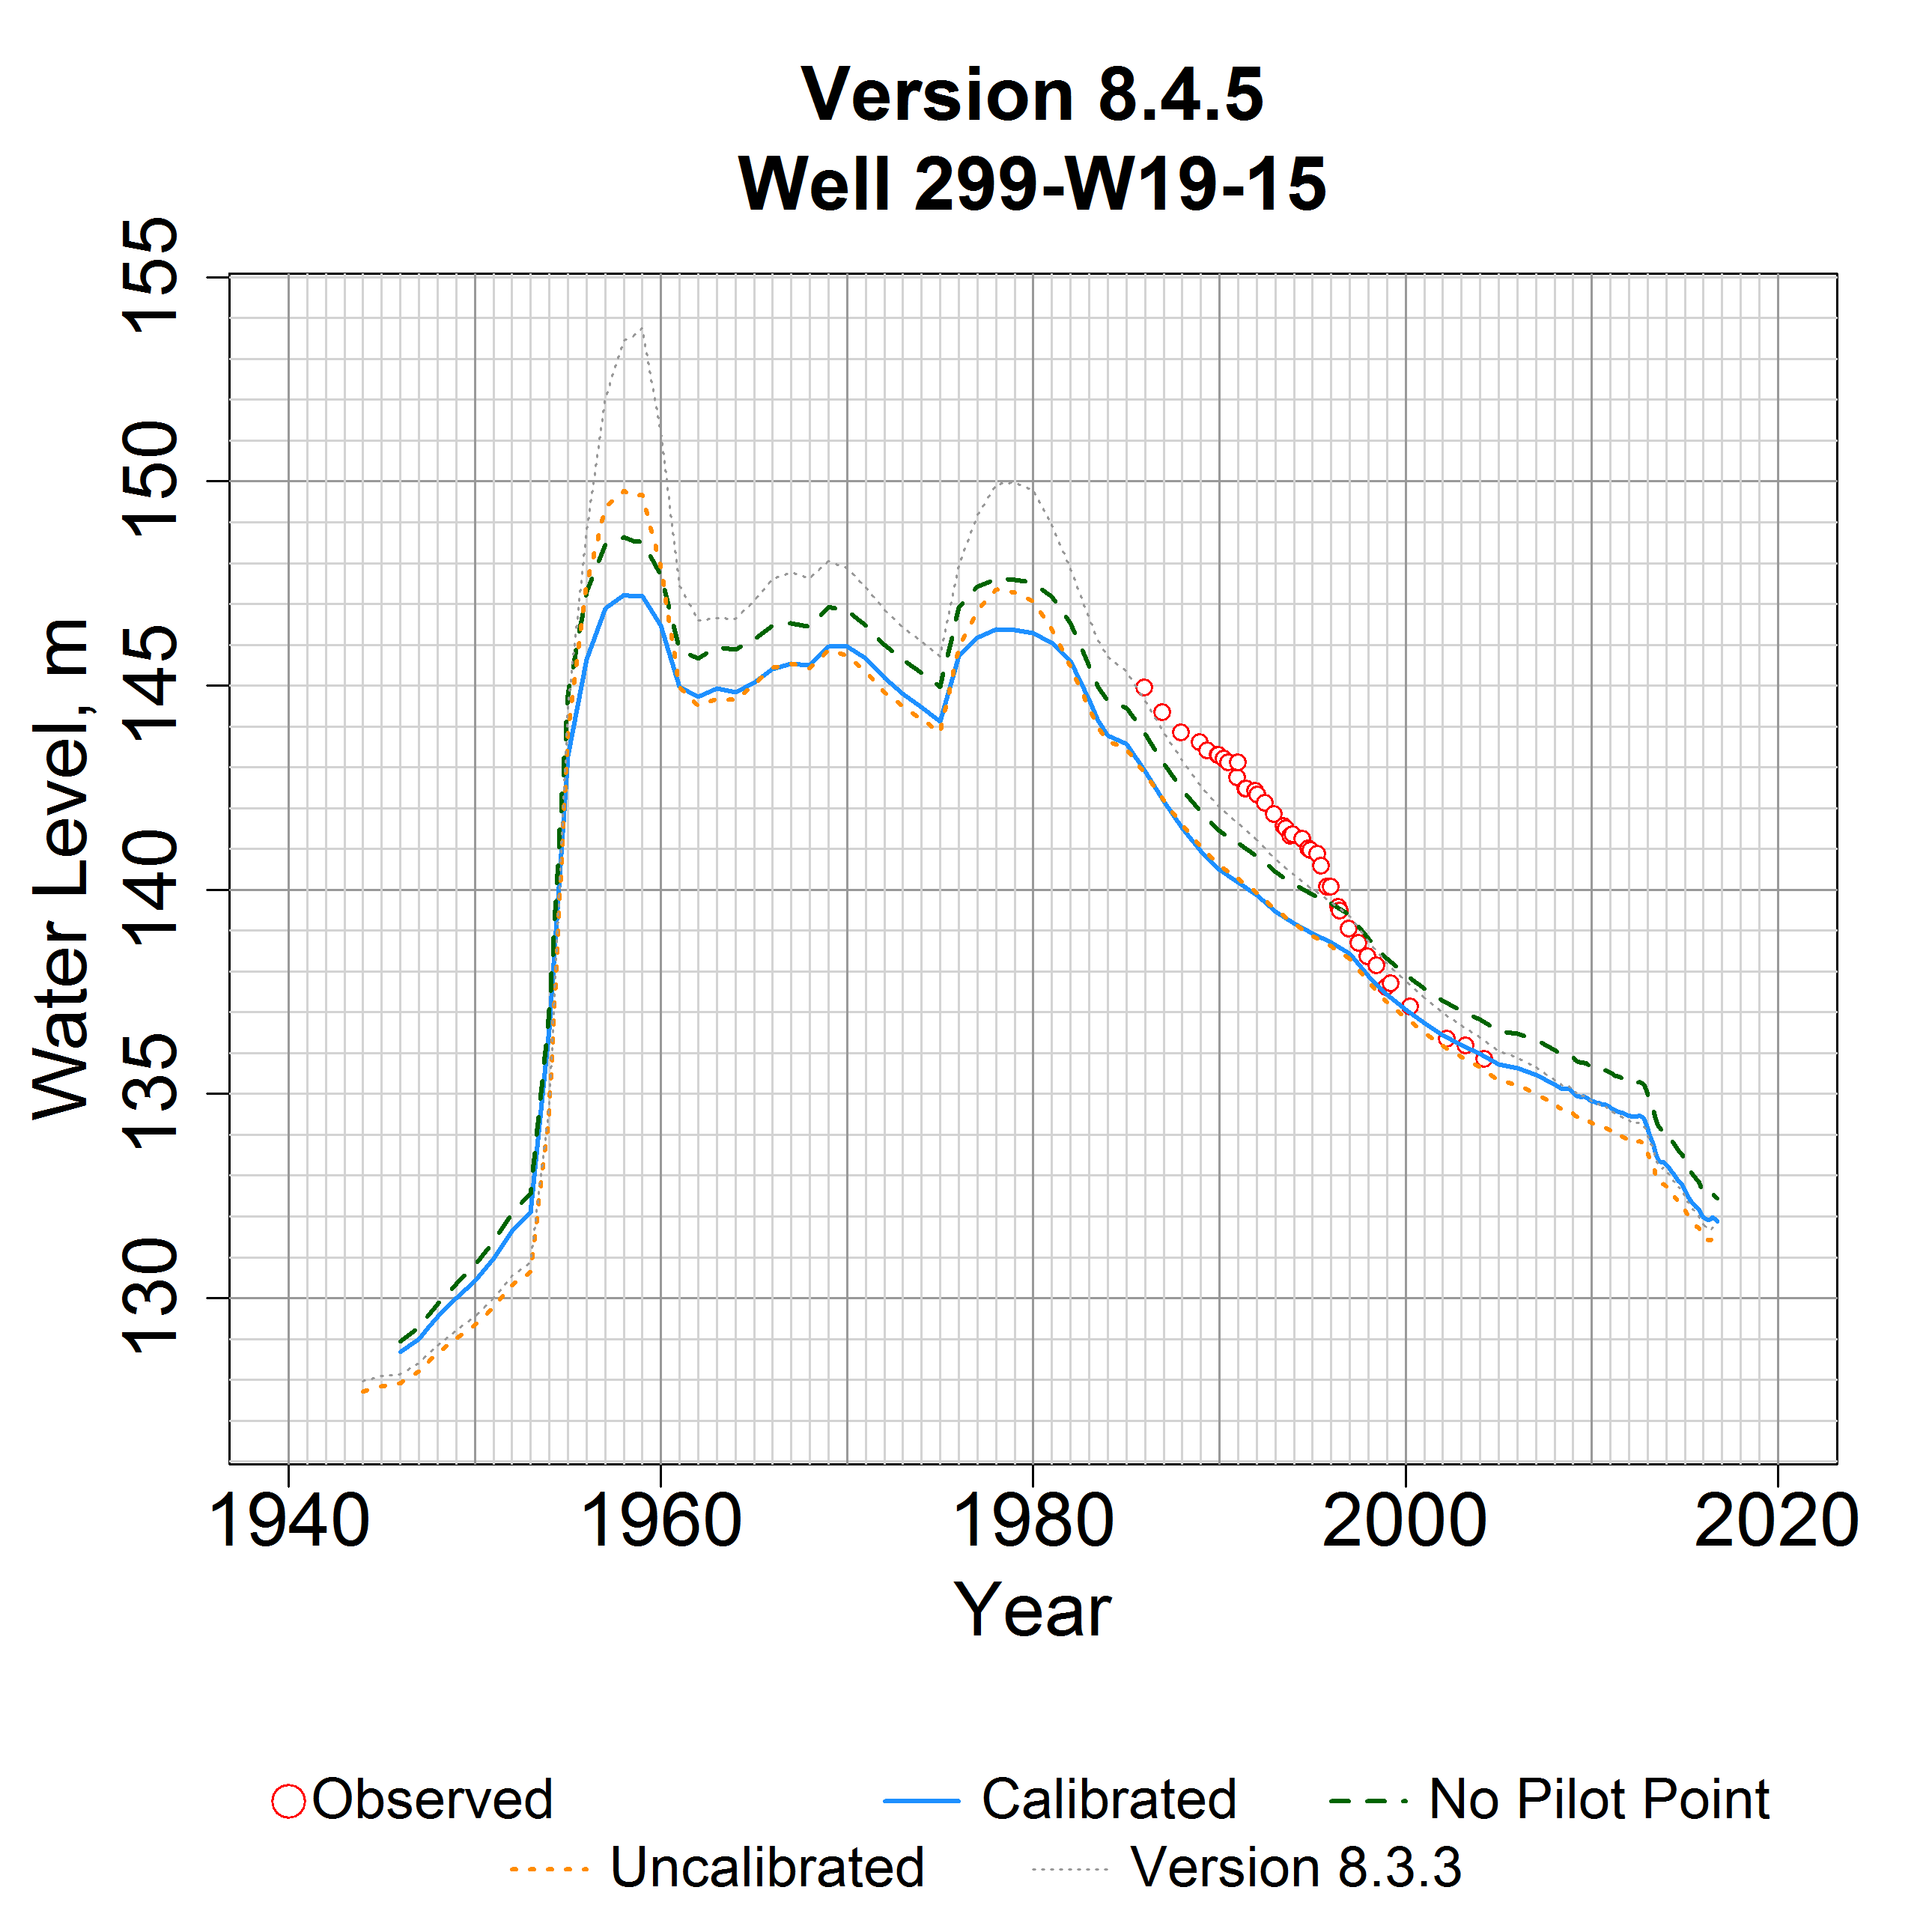 Version 8.4.5
Well 299-W19-15
155
150
145
140
135
130
Water Level, m
1940 1960 1980 2000 2020
Year
Observed Calibrated No Pilot Point
Uncalibrated Version 8.3.3